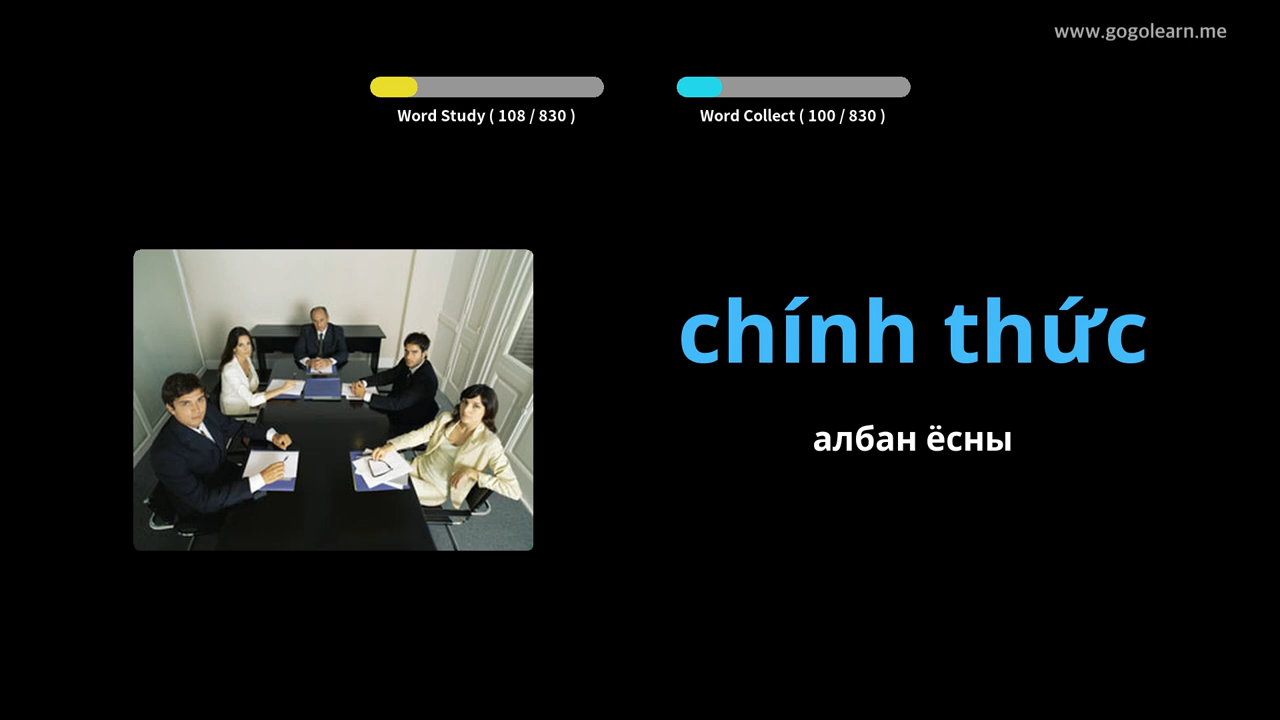 www.gogolearn.me
Word Study ( 108 / 830 )
Word Collect ( 100 / 830 )
chính thức
албан ёсны